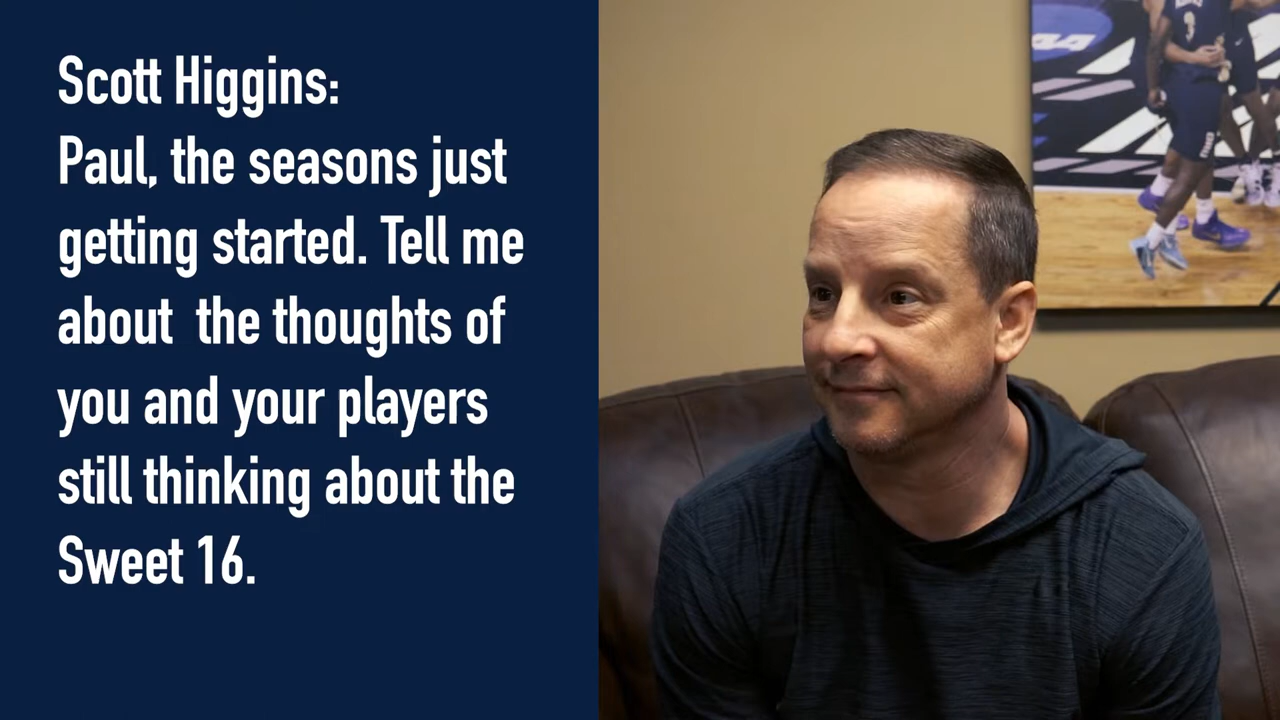 Scott Higgins:
Paul, the seasons just
getting started. Tell me
about  the thoughts of
you and your players
still thinking about the
Sweet 16.
3